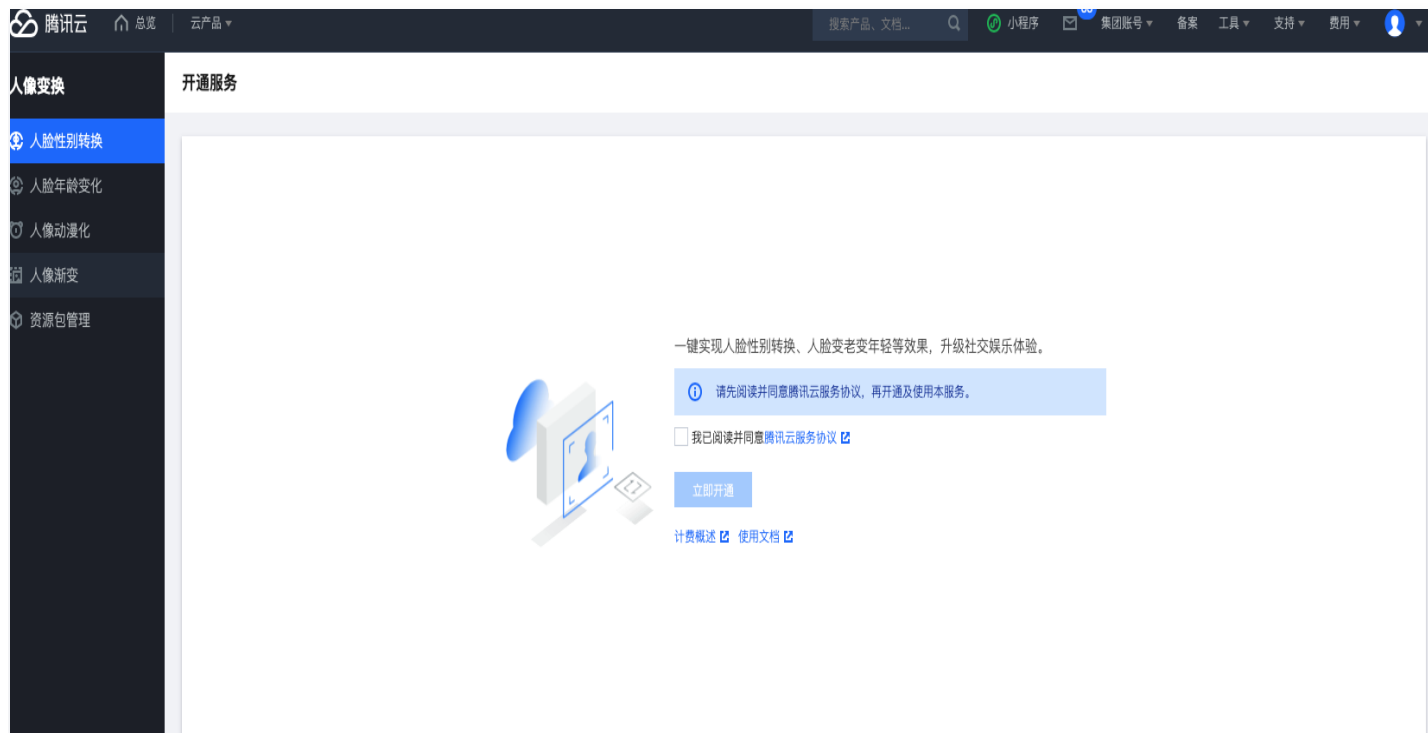 腾讯云 总览 云产品 搜索产品、文档... 小程序 集团账号 备案 工具 支持 费用
人像变换
开通服务
人脸性别转换
人脸年龄变化
人像动漫化
人像渐变
资源包管理
一键实现人脸性别转换、人脸变老变年轻等效果，升级社交娱乐体验。
请先阅读并同意腾讯云服务协议，再开通及使用本服务。
我已阅读并同意腾讯云服务协议
立即开通
计费概述 使用文档